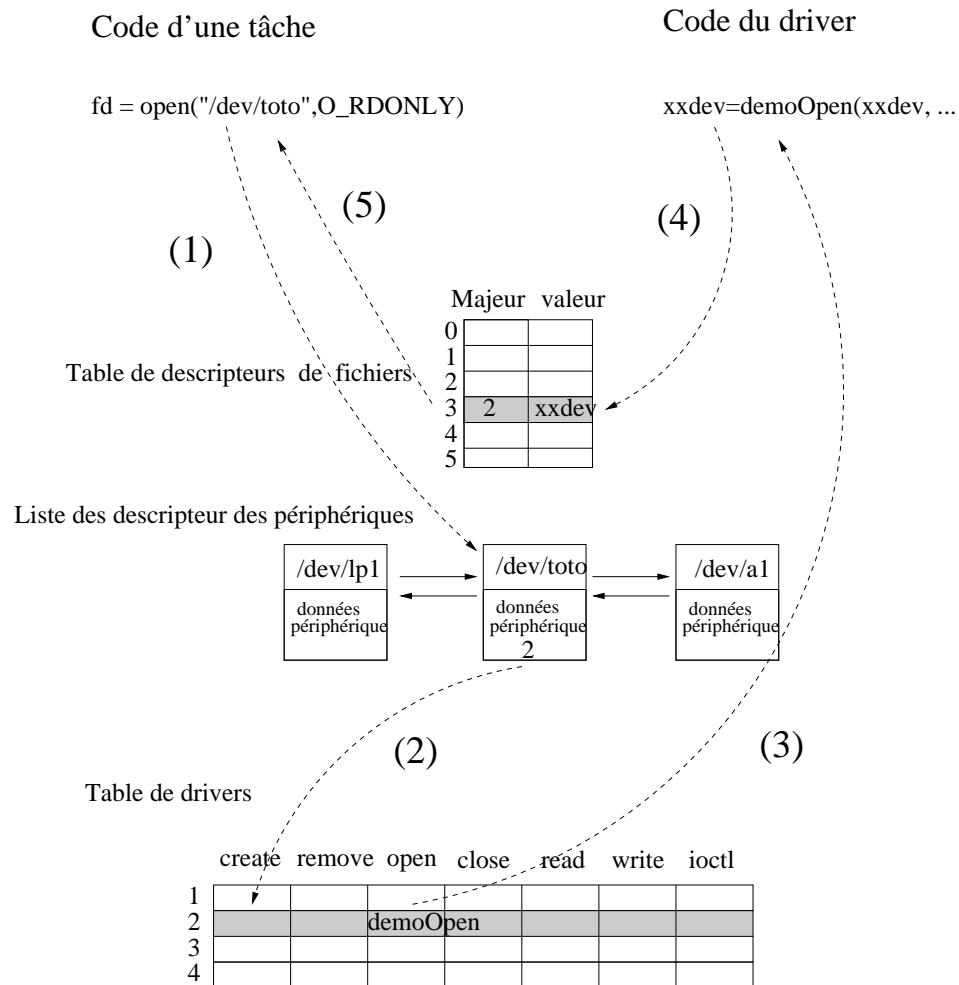 Code d'une tâche
Code du driver
fd = open("/dev/toto",O_RDONLY)
xxdev=demoOpen(xxdev, ...
(5)
(4)
(1)
Majeur valeur
0
1
Table de descripteurs de fichiers
2
3 2 xxdev
4
5
Liste des descripteur des périphériques
/dev/lp1
/dev/toto
/dev/a1
données périphérique
données périphérique
2
données périphérique
(2)
(3)
Table de drivers
create remove open close read write ioctl
1
2 demoOpen
3
4